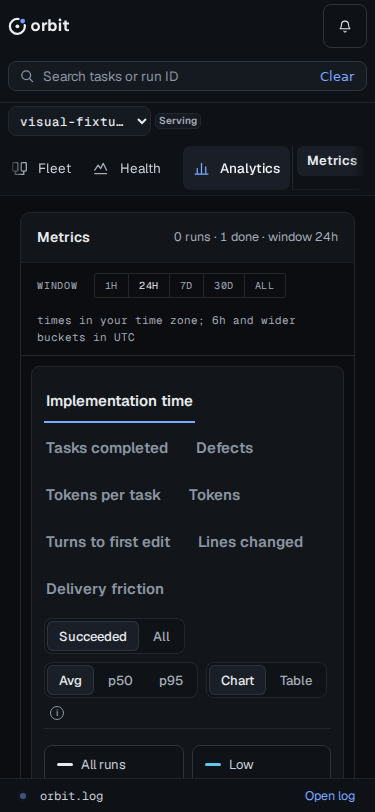 orbit
Search tasks or run ID Clear
visual-fixtu… Serving
Fleet Health Analytics Metrics
Metrics 0 runs · 1 done · window 24h
WINDOW 1H 24H 7D 30D ALL
times in your time zone; 6h and wider
buckets in UTC
Implementation time
Tasks completed Defects
Tokens per task Tokens
Turns to first edit Lines changed
Delivery friction
Succeeded All
Avg p50 p95 Chart Table
i
All runs Low
orbit.log Open log